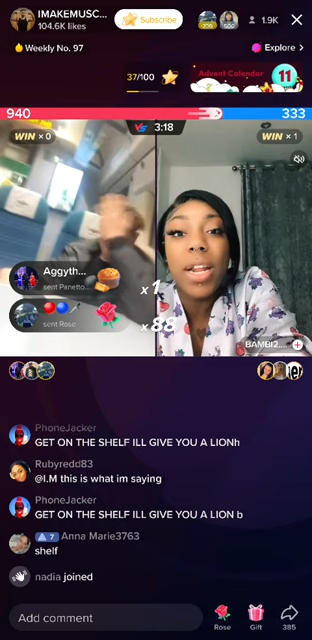 IMAKEMUSC...
104.6K likes
Subscribe
1.9K
Weekly No. 97
Explore >
37/100
Advent Calendar
11
940
333
WIN × 0
VS 3:18
WIN × 1
Aggyth...
sent Panetto...
x 1
sent Rose
x 88
BAMBI2....
PhoneJacker
GET ON THE SHELF ILL GIVE YOU A LIONh
Rubyredd83
@I.M this is what im saying
PhoneJacker
GET ON THE SHELF ILL GIVE YOU A LION b
7 Anna Marie3763
shelf
nadia joined
Add comment
Rose
Gift
385